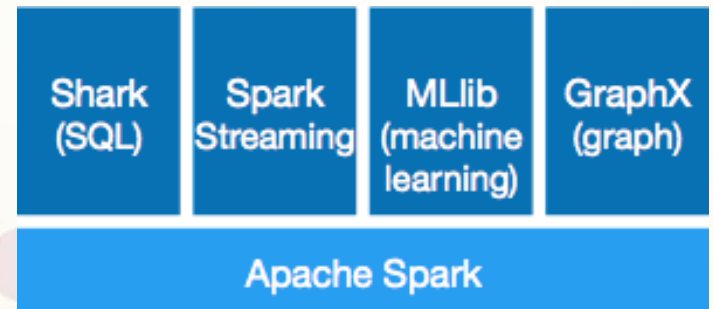 Shark
(SQL)
Spark
Streaming
MLlib
(machine
learning)
GraphX
(graph)
Apache Spark